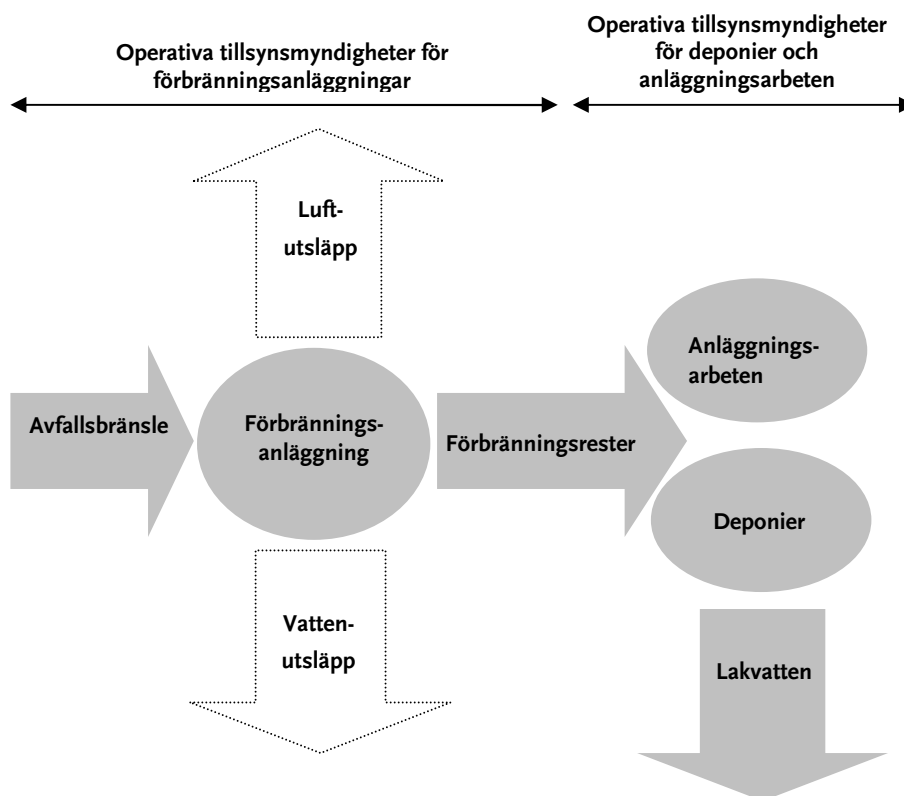 Operativa tillsynsmyndigheter för
förbränningsanläggningar
Operativa tillsynsmyndigheter
för deponier och
anläggningsarbeten
Luft-
utsläpp
Avfallsbränsle
Förbrännings-
anläggning
Förbränningsrester
Anläggnings-
arbeten
Deponier
Vatten-
utsläpp
Lakvatten